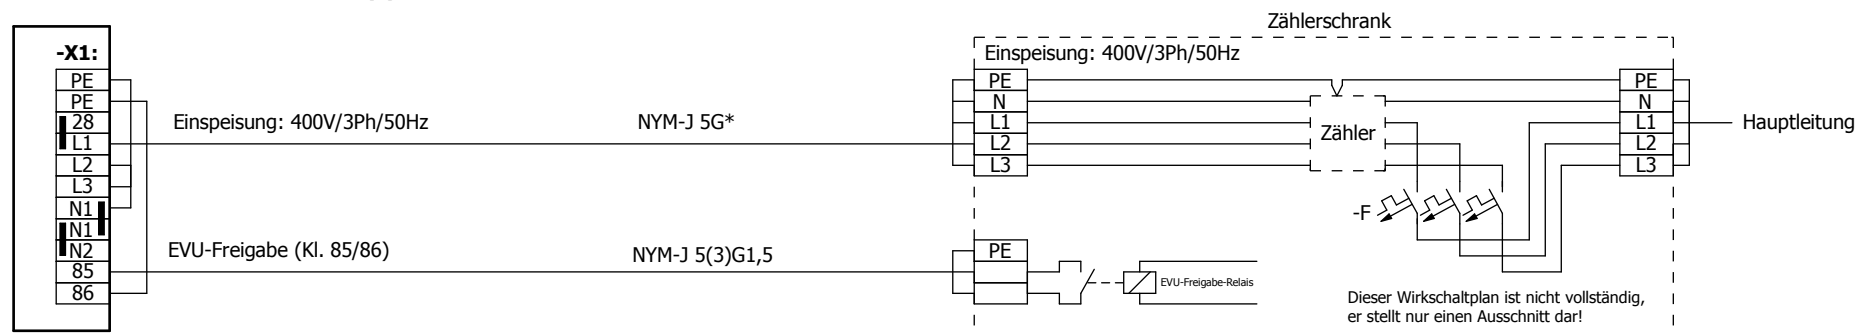 Zählerschrank
-X1:
PE
PE
28
L1
L2
L3
N1
N1
N2
85
86
Einspeisung: 400V/3Ph/50Hz
NYM-J 5G*
EVU-Freigabe (Kl. 85/86)
NYM-J 5(3)G1,5
Einspeisung: 400V/3Ph/50Hz
PE
N
L1
L2
L3
Zähler
-F
PE
N
L1
L2
L3
Hauptleitung
PE
EVU-Freigabe-Relais
Dieser Wirkschaltplan ist nicht vollständig,
er stellt nur einen Ausschnitt dar!